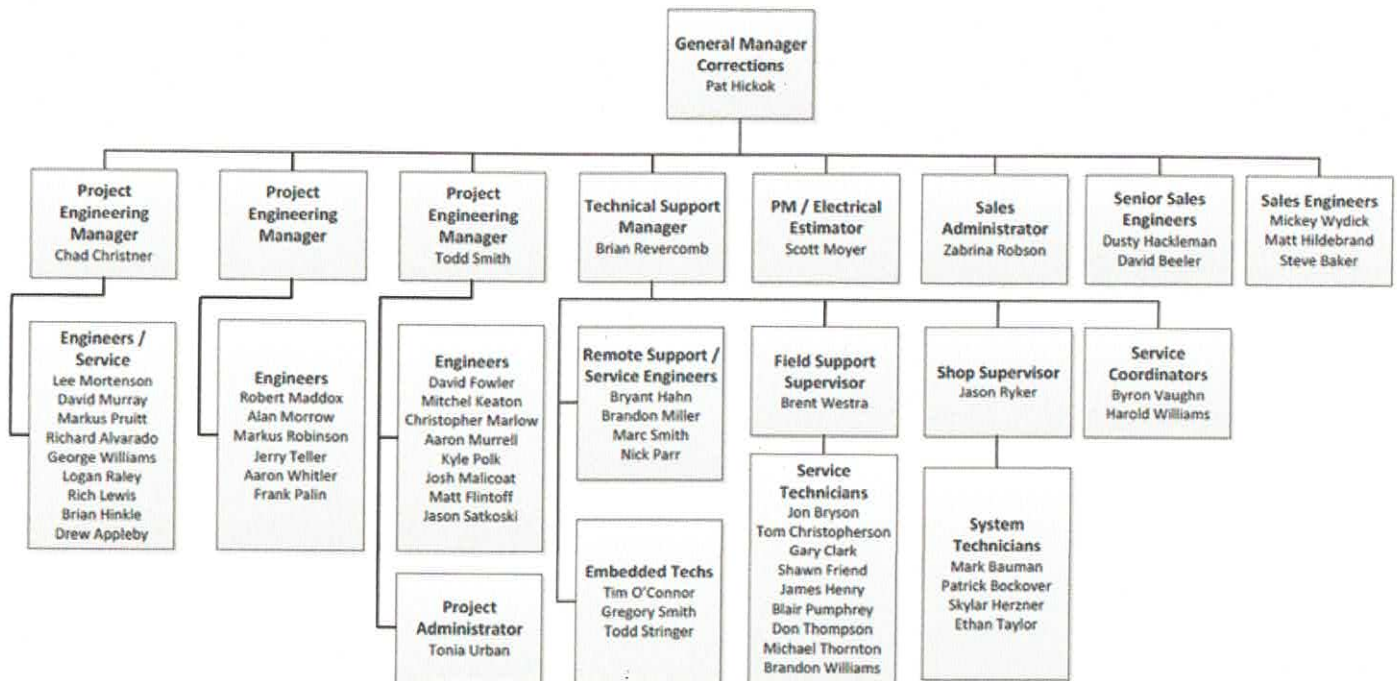 General Manager
Corrections
Pat Hickok
Project
Engineering
Manager
Chad Christner
Project
Engineering
Manager
Project
Engineering
Manager
Todd Smith
Technical Support
Manager
Brian Revercomb
PM / Electrical
Estimator
Scott Moyer
Sales
Administrator
Zabrina Robson
Senior Sales
Engineers
Dusty Hackleman
David Beeler
Sales Engineers
Mickey Wydick
Matt Hildebrand
Steve Baker
Engineers /
Service
Lee Mortenson
David Murray
Markus Pruitt
Richard Alvarado
George Williams
Logan Raley
Rich Lewis
Brian Hinkle
Drew Appleby
Engineers
Robert Maddox
Alan Morrow
Markus Robinson
Jerry Teller
Aaron Whitler
Frank Palin
Engineers
David Fowler
Mitchel Keaton
Christopher Marlow
Aaron Murrell
Kyle Polk
Josh Malicoat
Matt Flintoff
Jason Satkoski
Project
Administrator
Tonia Urban
Remote Support /
Service Engineers
Bryant Hahn
Brandon Miller
Marc Smith
Nick Parr
Embedded Techs
Tim O'Connor
Gregory Smith
Todd Stringer
Field Support
Supervisor
Brent Westra
Service
Technicians
Jon Bryson
Tom Christopherson
Gary Clark
Shawn Friend
James Henry
Blair Pumphrey
Don Thompson
Michael Thornton
Brandon Williams
Shop Supervisor
Jason Ryker
System
Technicians
Mark Bauman
Patrick Bockover
Skylar Herzner
Ethan Taylor
Service
Coordinators
Byron Vaughn
Harold Williams